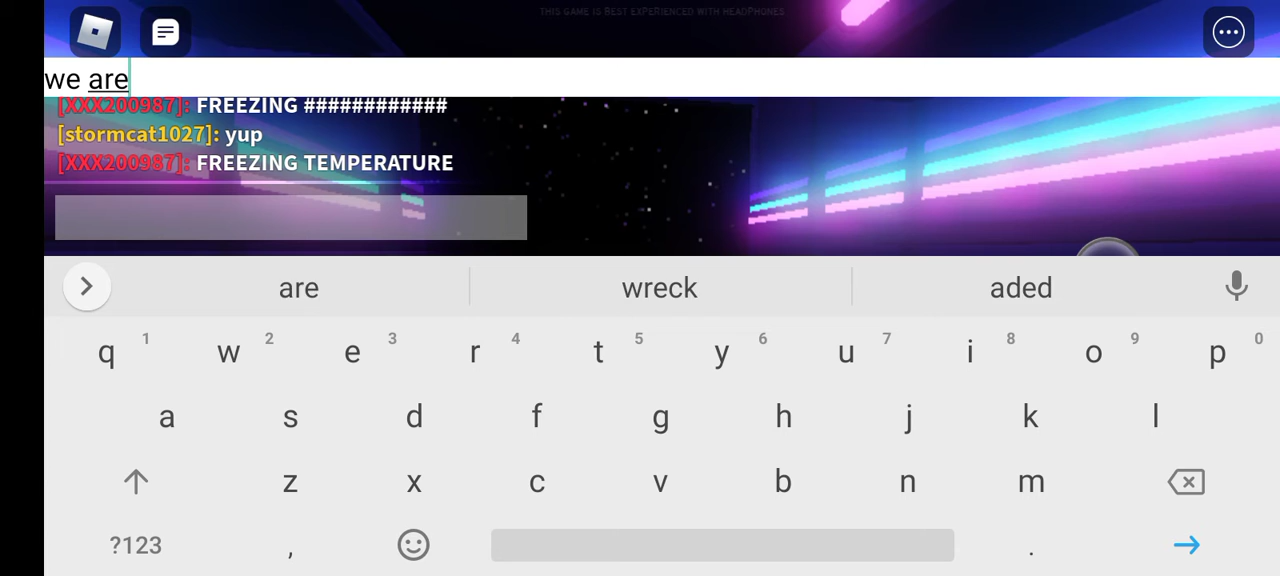 THIS GAME IS BEST EXPERIENCED WITH HEADPHONES
we are
[XXX200987]: FREEZING ############
[stormcat1027]: yup
[XXX200987]: FREEZING TEMPERATURE
are wreck aded
1 2 3 4 5 6 7 8 9 0
q w e r t y u i o p
a s d f g h j k l
z x c v b n m
?123 , .